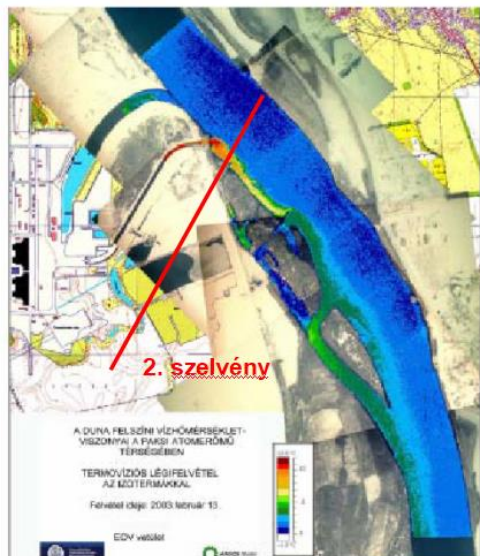 2. szelvény
A DUNA FELSZÍNI VÍZHŐMÉRSÉKLET-
VISZONYAI A PAKSI ATOMERŐMŰ
TÉRSÉGÉBEN
TERMOVÍZIÓS LÉGIFELVÉTEL
AZ IZOTERMÁKKAL
Felvétel ideje: 2003 február 13.
EOV vetület